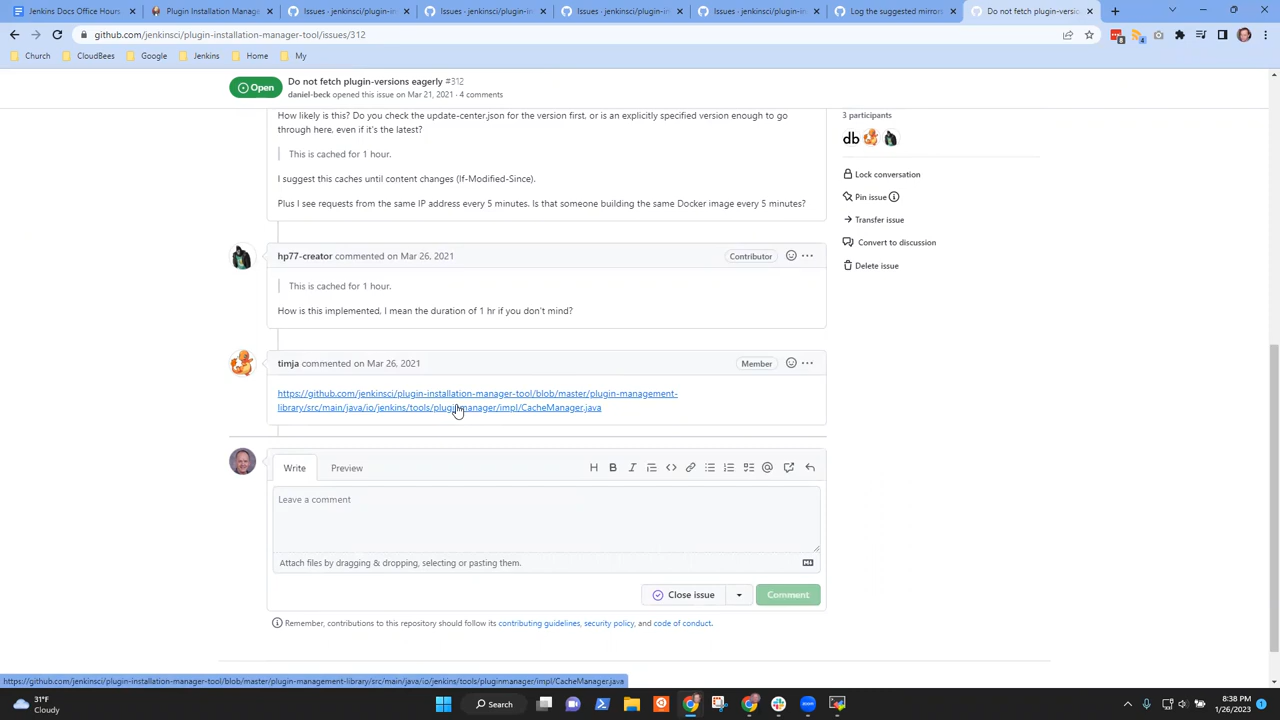 Jenkins Docs Office Hours
Plugin Installation Manage
Issues · jenkinsci/plugin-ins
Issues · jenkinsci/plugin-ins
Issues · jenkinsci/plugin-ins
Issues · jenkinsci/plugin-ins
Log the suggested mirrors
Do not fetch plugin-versio
github.com/jenkinsci/plugin-installation-manager-tool/issues/312
Church
CloudBees
Google
Jenkins
Home
My
Open
Do not fetch plugin-versions eagerly #312
daniel-beck opened this issue on Mar 21, 2021 · 4 comments
How likely is this? Do you check the update-center.json for the version first, or is an explicitly specified version enough to go
through here, even if it's the latest?
This is cached for 1 hour.
I suggest this caches until content changes (If-Modified-Since).
Plus I see requests from the same IP address every 5 minutes. Is that someone building the same Docker image every 5 minutes?
3 participants
db
Lock conversation
Pin issue
Transfer issue
Convert to discussion
Delete issue
hp77-creator commented on Mar 26, 2021
Contributor
This is cached for 1 hour.
How is this implemented, I mean the duration of 1 hr if you don't mind?
timja commented on Mar 26, 2021
Member
https://github.com/jenkinsci/plugin-installation-manager-tool/blob/master/plugin-management-
library/src/main/java/io/jenkins/tools/pluginmanager/impl/CacheManager.java
Write
Preview
Leave a comment
Attach files by dragging & dropping, selecting or pasting them.
Close issue
Comment
Remember, contributions to this repository should follow its contributing guidelines, security policy, and code of conduct.
https://github.com/jenkinsci/plugin-installation-manager-tool/blob/master/plugin-management-library/src/main/java/io/jenkins/tools/pluginmanager/impl/CacheManager.java
31°F
Cloudy
Search
8:38 PM
1/26/2023